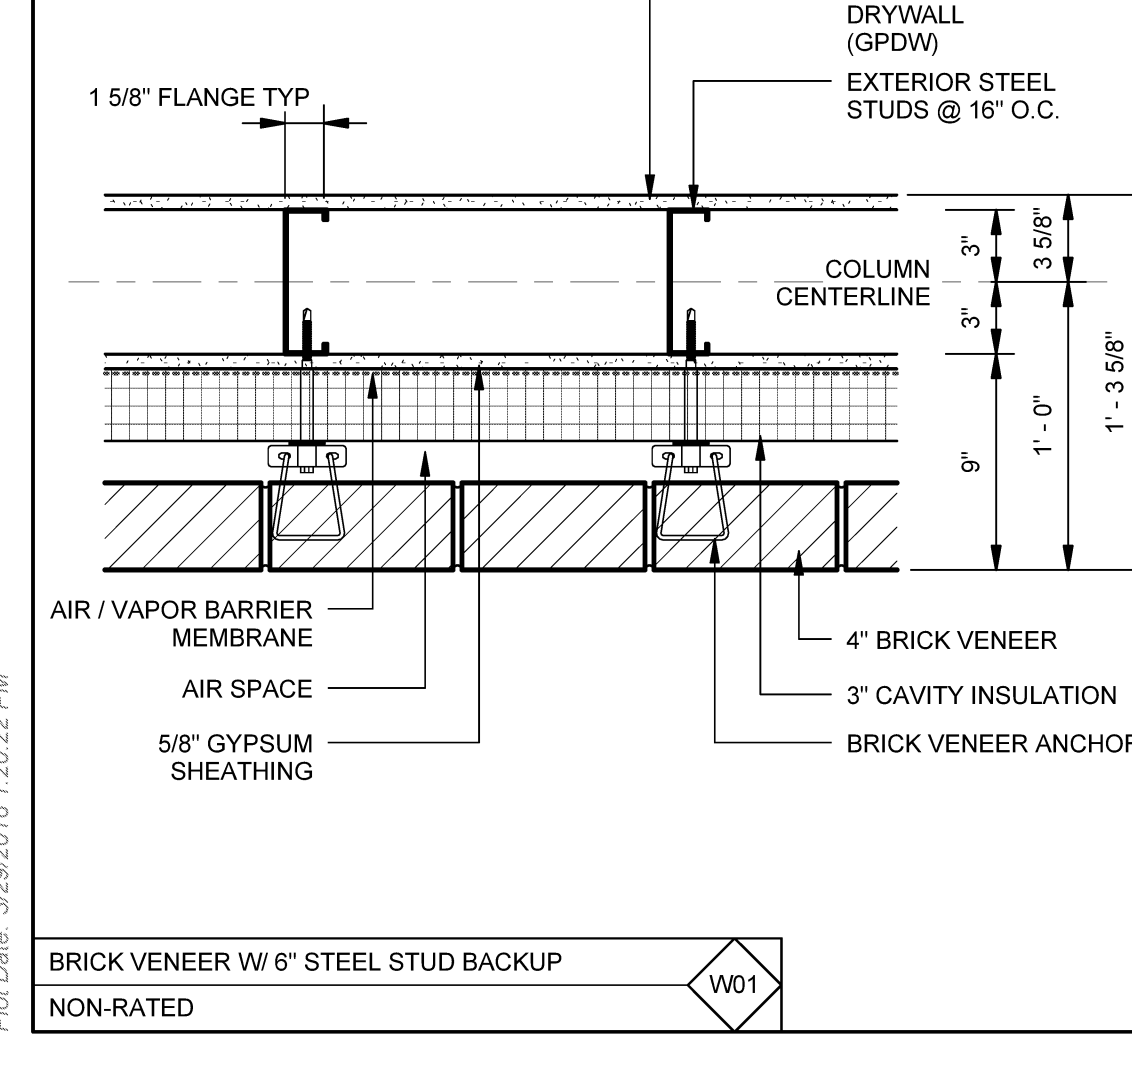 DRYWALL
(GPDW)
EXTERIOR STEEL
STUDS @ 16" O.C.
1 5/8" FLANGE TYP
COLUMN
CENTERLINE
3"
3"
3 5/8"
9"
1' - 0"
1' - 3 5/8"
AIR / VAPOR BARRIER
MEMBRANE
AIR SPACE
5/8" GYPSUM
SHEATHING
4" BRICK VENEER
3" CAVITY INSULATION
BRICK VENEER ANCHOR
BRICK VENEER W/ 6" STEEL STUD BACKUP
NON-RATED
W01